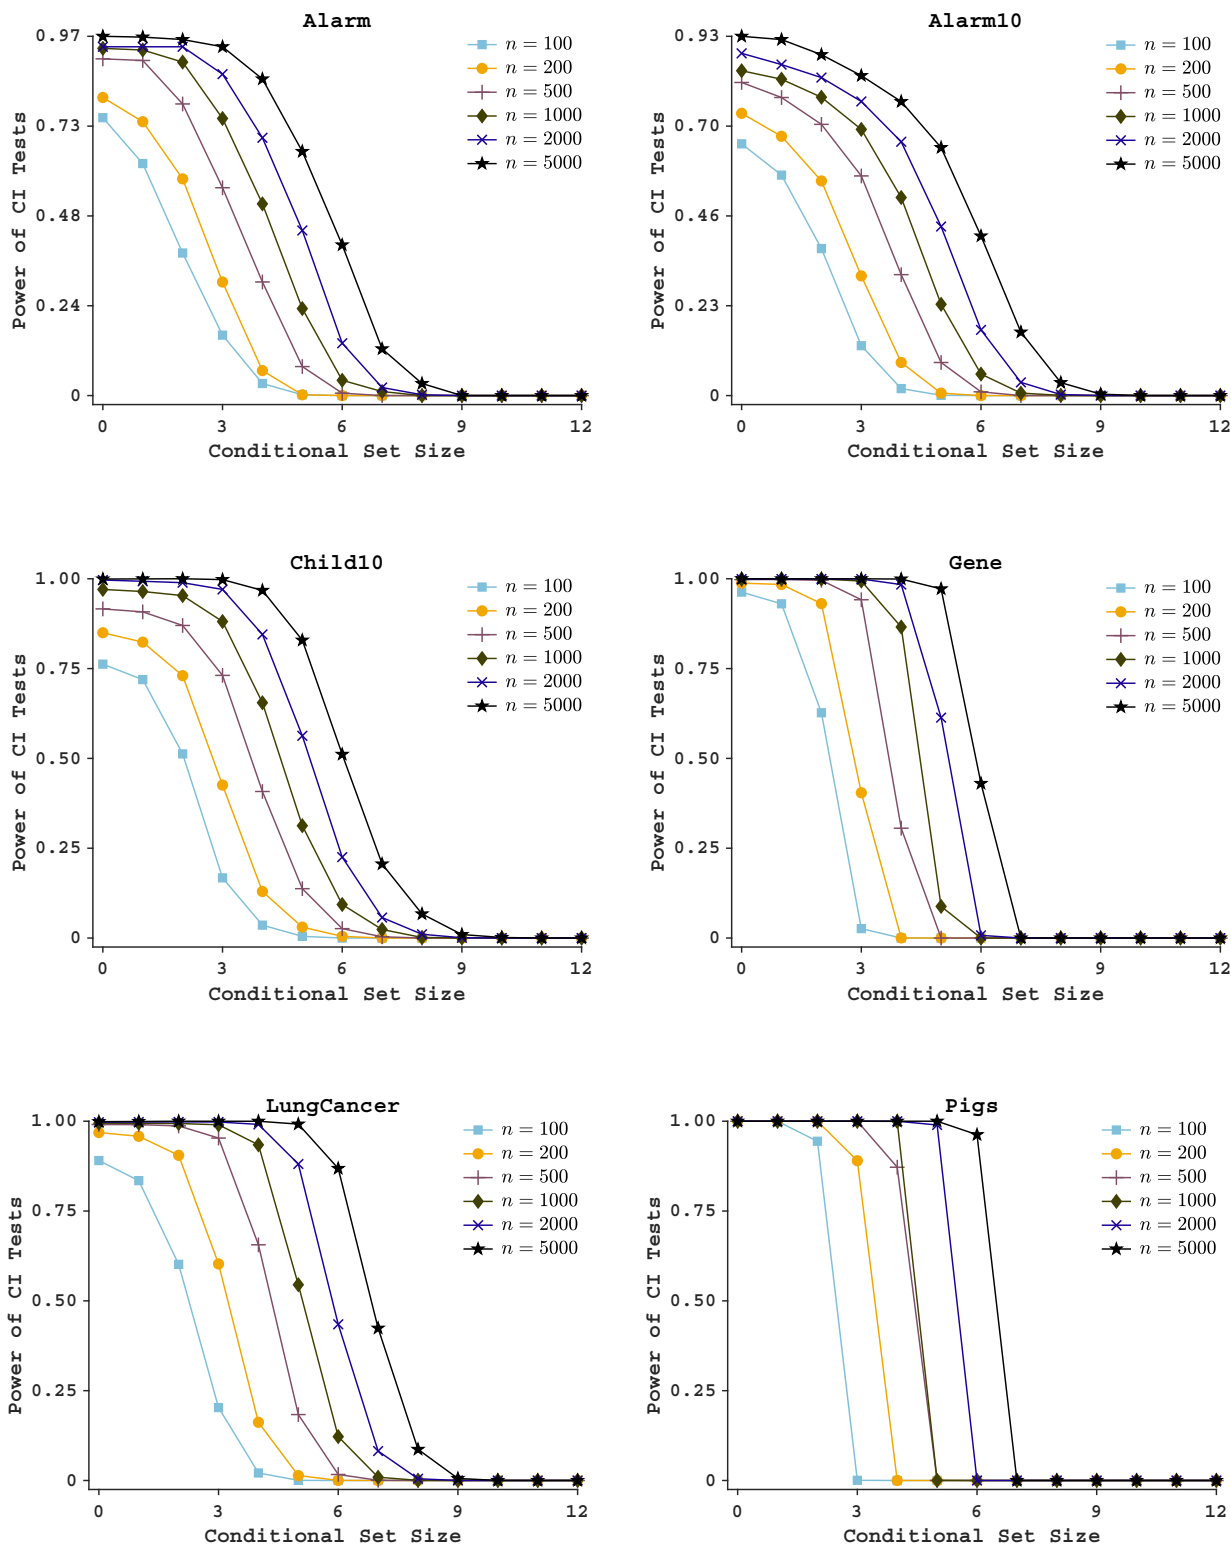 Alarm
0.97
0.73
0.48
0.24
0
Power of CI Tests
0 3 6 9 12
Conditional Set Size
n = 100
n = 200
n = 500
n = 1000
n = 2000
n = 5000
Alarm10
0.93
0.70
0.46
0.23
0
Power of CI Tests
0 3 6 9 12
Conditional Set Size
n = 100
n = 200
n = 500
n = 1000
n = 2000
n = 5000
Child10
1.00
0.75
0.50
0.25
0
Power of CI Tests
0 3 6 9 12
Conditional Set Size
n = 100
n = 200
n = 500
n = 1000
n = 2000
n = 5000
Gene
1.00
0.75
0.50
0.25
0
Power of CI Tests
0 3 6 9 12
Conditional Set Size
n = 100
n = 200
n = 500
n = 1000
n = 2000
n = 5000
LungCancer
1.00
0.75
0.50
0.25
0
Power of CI Tests
0 3 6 9 12
Conditional Set Size
n = 100
n = 200
n = 500
n = 1000
n = 2000
n = 5000
Pigs
1.00
0.75
0.50
0.25
0
Power of CI Tests
0 3 6 9 12
Conditional Set Size
n = 100
n = 200
n = 500
n = 1000
n = 2000
n = 5000